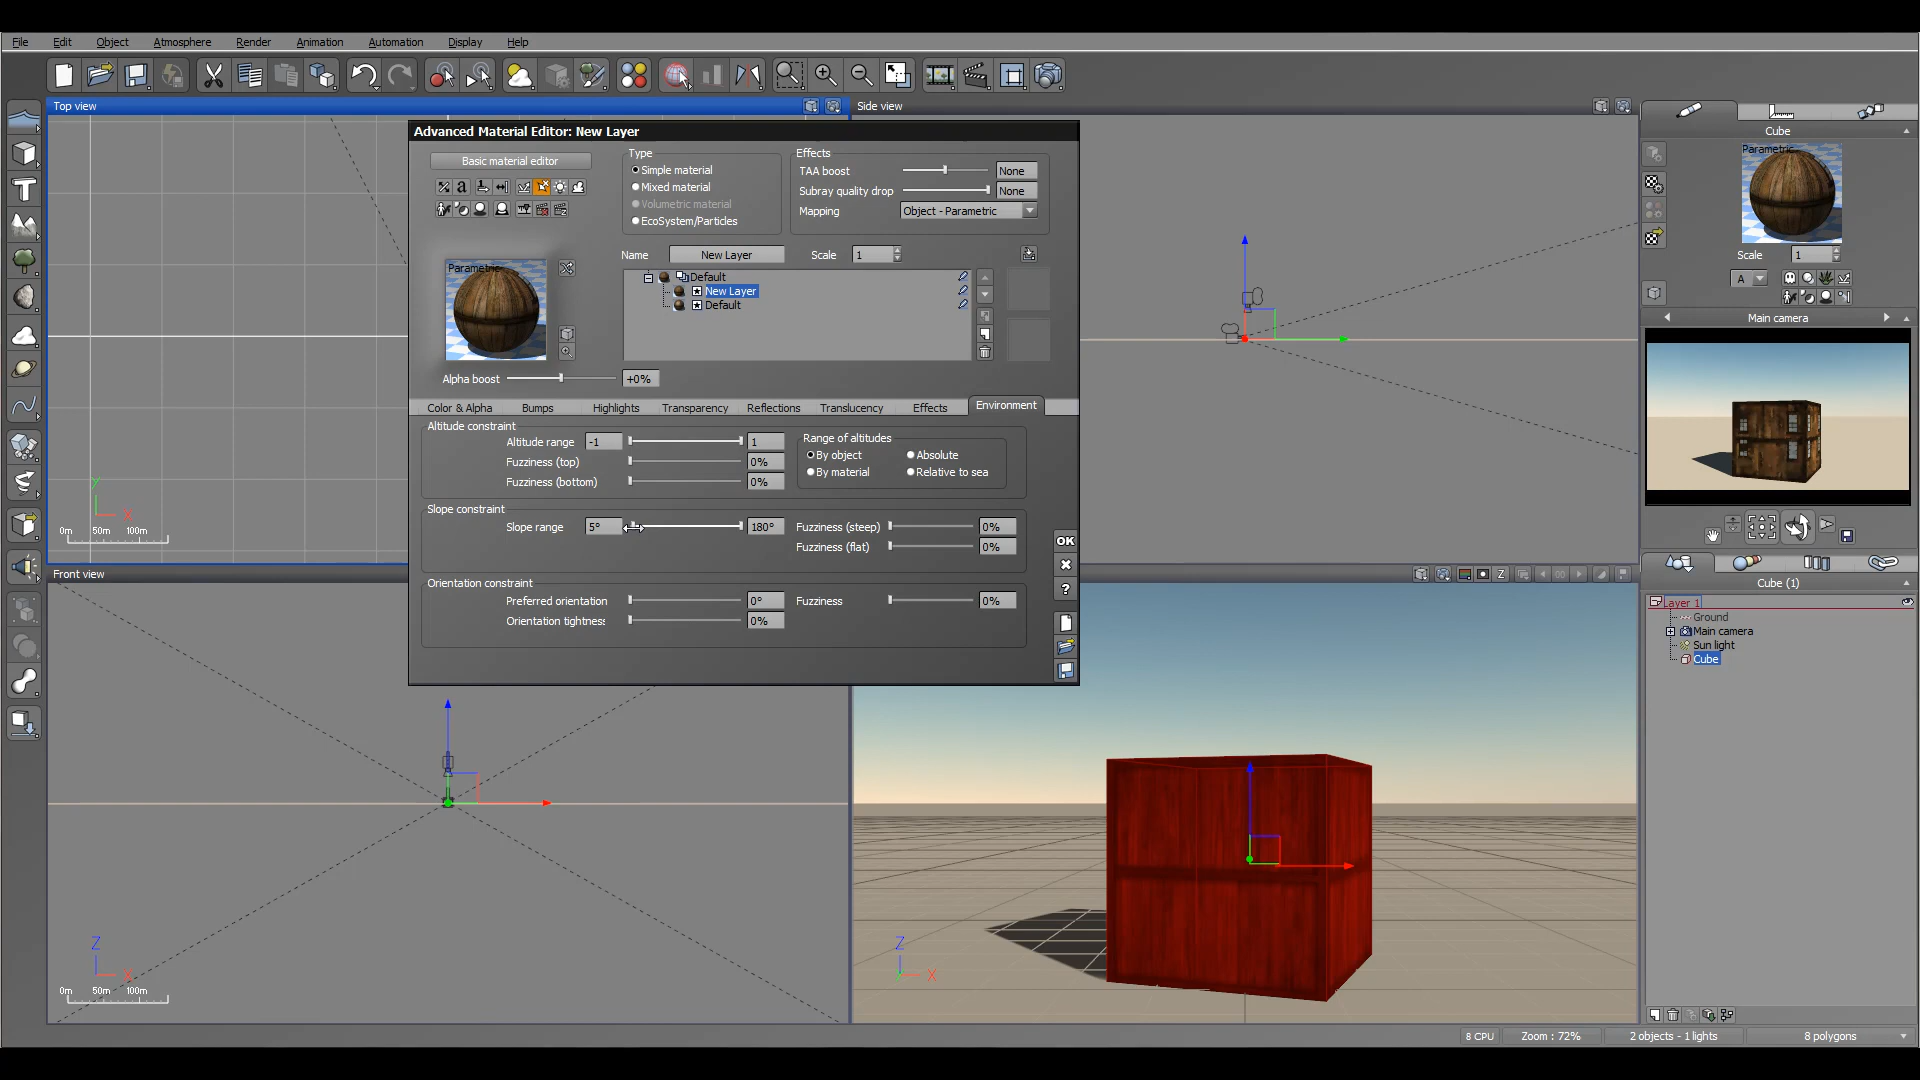 File Edit Object Atmosphere Render Animation Automation Display Help
Top view
Side view
Advanced Material Editor: New Layer
Basic material editor
Type
Simple material
Mixed material
Volumetric material
EcoSystem/Particles
Effects
TAA boost None
Subray quality drop None
Mapping Object - Parametric
Parametric
Name New Layer Scale 1
Default
New Layer
Default
Alpha boost +0%
Color & Alpha Bumps Highlights Transparency Reflections Translucency Effects Environment
Altitude constraint
Altitude range -1 1
Fuzziness (top) 0%
Fuzziness (bottom) 0%
Range of altitudes
By object Absolute
By material Relative to sea
Slope constraint
Slope range 5° 180° Fuzziness (steep) 0%
Fuzziness (flat) 0%
Orientation constraint
Preferred orientation 0° Fuzziness 0%
Orientation tightness 0%
OK
?
Y
X
0m 50m 100m
Front view
Z
X
0m 50m 100m
Z
Z
X
Cube
Parametric
Scale 1
A
Main camera
Cube (1)
Layer 1
Ground
Main camera
Sun light
Cube
8 CPU Zoom : 72% 2 objects - 1 lights 8 polygons